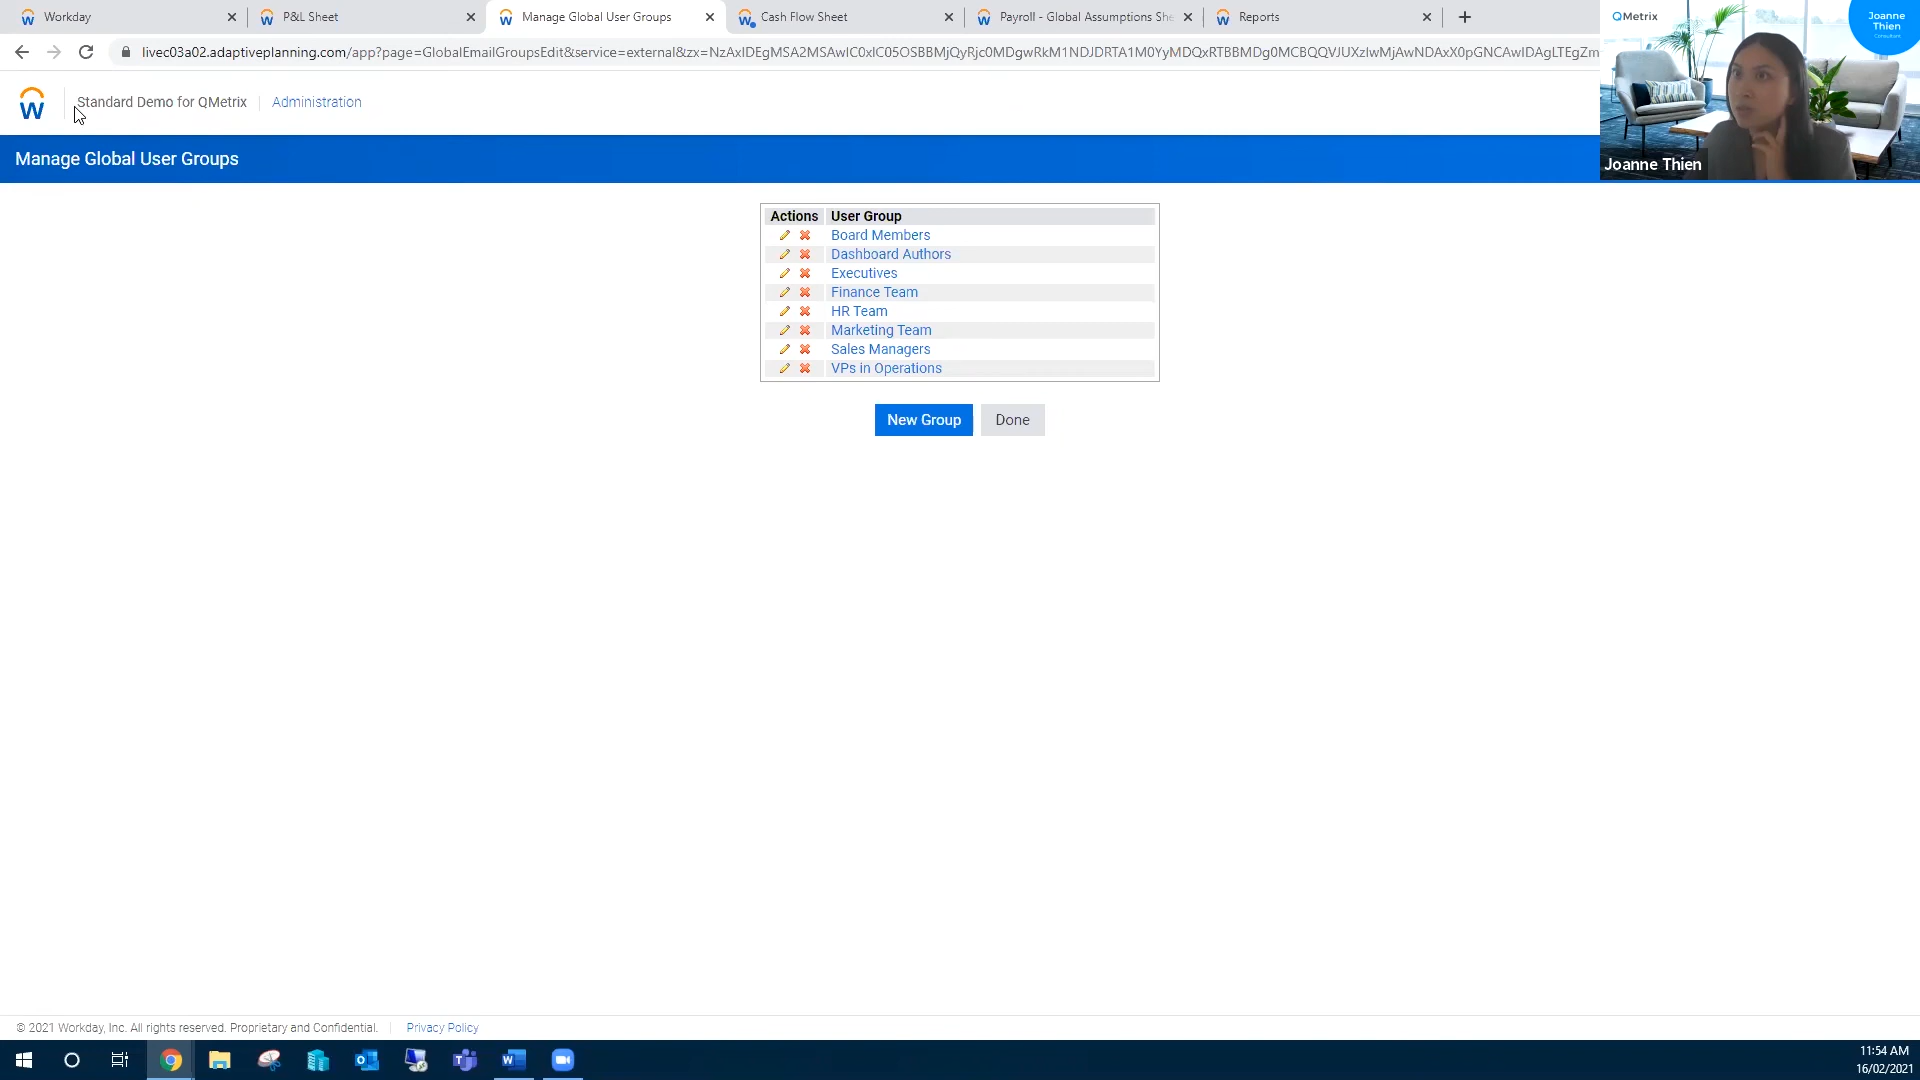 Workday
P&L Sheet
Manage Global User Groups
Cash Flow Sheet
Payroll - Global Assumptions She
Reports
livec03a02.adaptiveplanning.com/app?page=GlobalEmailGroupsEdit&service=external&zx=
Standard Demo for QMetrix
Administration
Manage Global User Groups
QMetrix
Joanne
Thien
Consultant
Joanne Thien
Actions User Group
Board Members
Dashboard Authors
Executives
Finance Team
HR Team
Marketing Team
Sales Managers
VPs in Operations
New Group Done
© 2021 Workday, Inc. All rights reserved. Proprietary and Confidential.
Privacy Policy
11:54 AM
16/02/2021